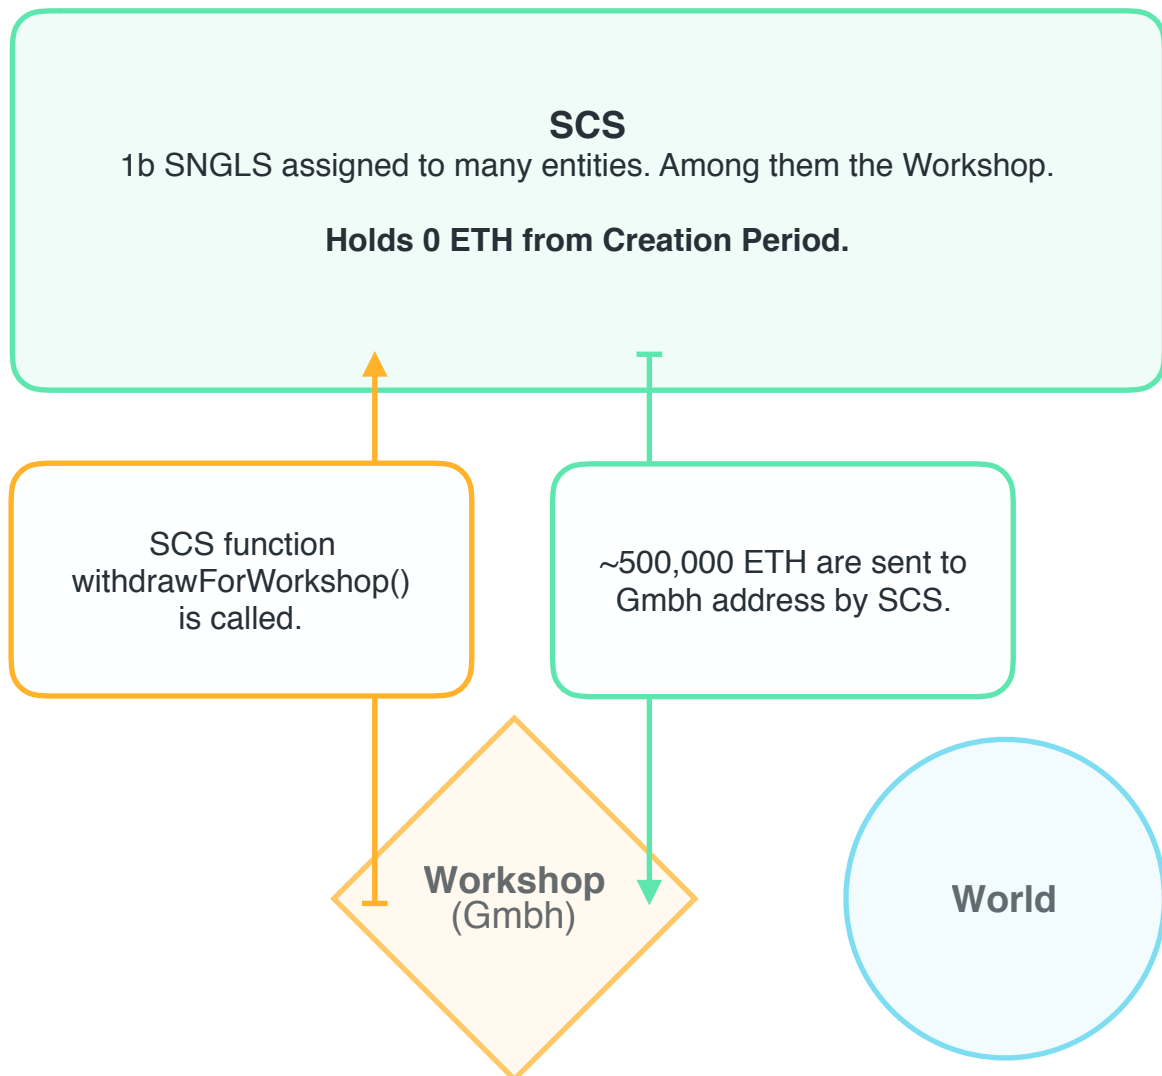 SCS
1b SNGLS assigned to many entities. Among them the Workshop.
Holds 0 ETH from Creation Period.
SCS function
withdrawForWorkshop()
is called.
~500,000 ETH are sent to
Gmbh address by SCS.
Workshop
(Gmbh)
World